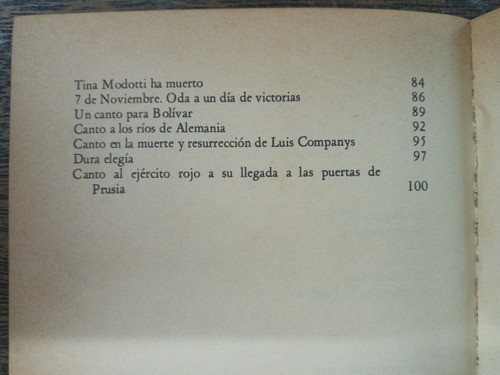 Tina Modotti ha muerto 84
7 de Noviembre. Oda a un día de victorias 86
Un canto para Bolívar 89
Canto a los ríos de Alemania 92
Canto en la muerte y resurrección de Luis Companys 95
Dura elegía 97
Canto al ejército rojo a su llegada a las puertas de
Prusia 100